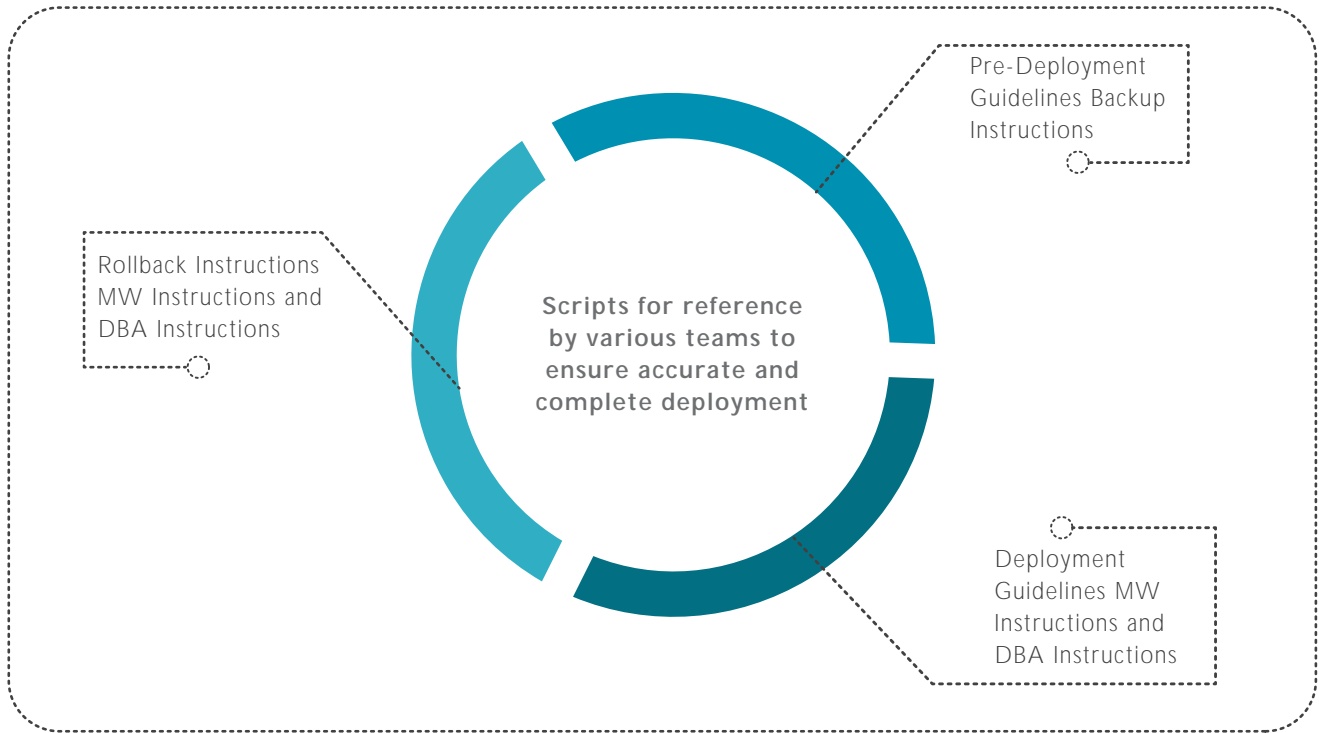 Pre-Deployment
Guidelines Backup
Instructions
Rollback Instructions
MW Instructions and
DBA Instructions
Scripts for reference
by various teams to
ensure accurate and
complete deployment
Deployment
Guidelines MW
Instructions and
DBA Instructions